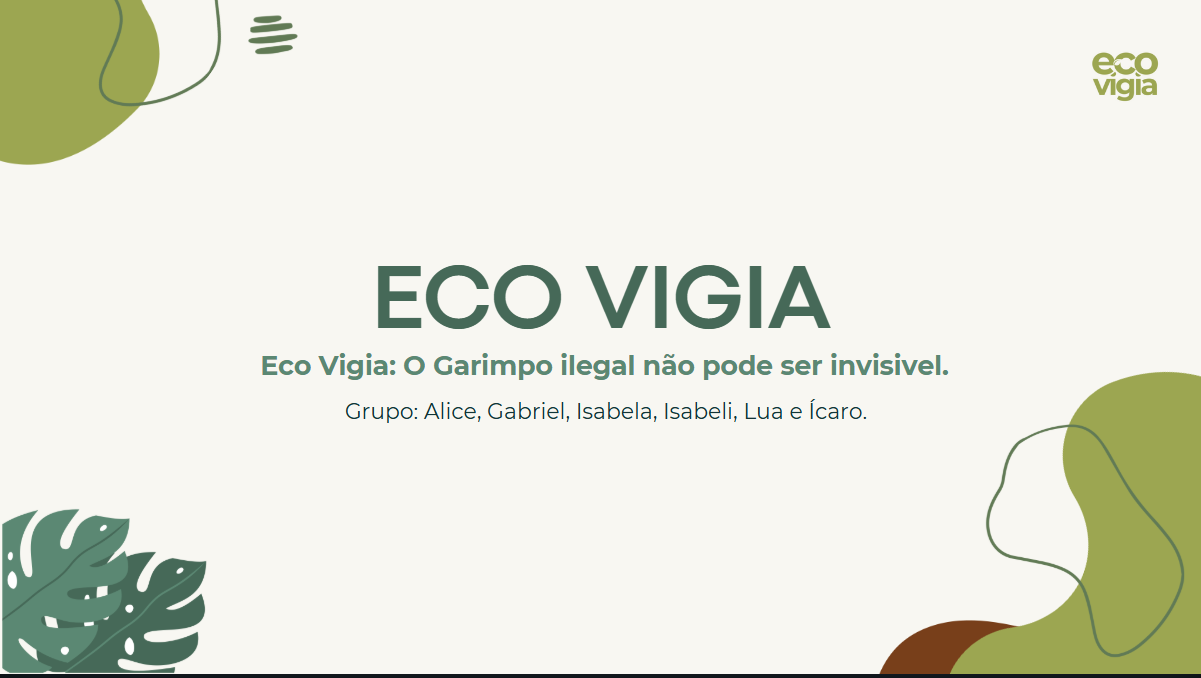 eco
vigia
ECO VIGIA
Eco Vigia: O Garimpo ilegal não pode ser invisivel.
Grupo: Alice, Gabriel, Isabela, Isabeli, Lua e Ícaro.